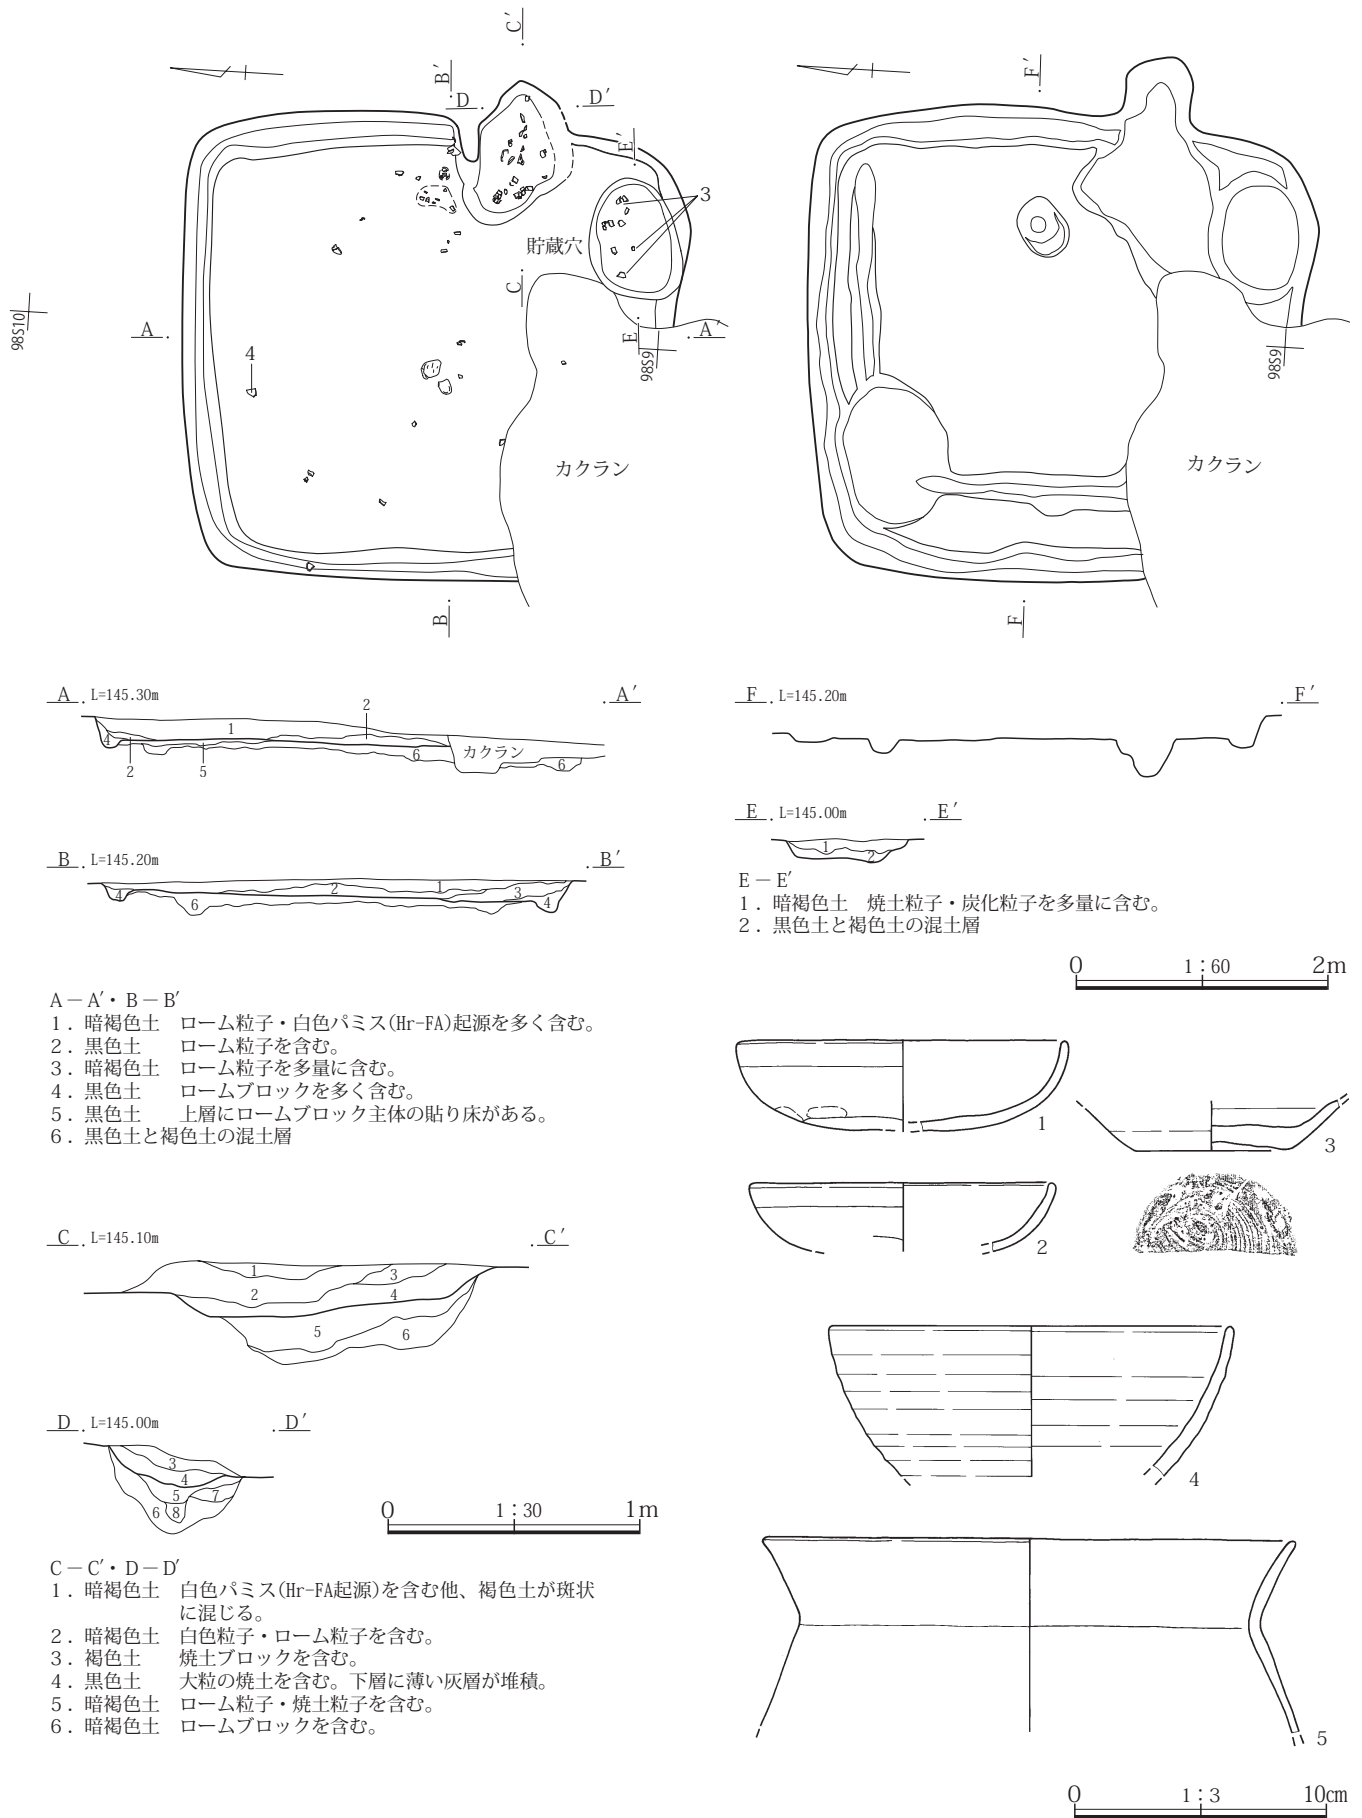 C′
B′
D
D′
E′
3
貯蔵穴
C
98S10
A
E
A′
98S9
4
カクラン
B
F′
98S9
カクラン
F
A L=145.30m
A′
2
1
4
カクラン
6
6
2
5
B L=145.20m
B′
2
1
3
4
6
4
A－A′・B－B′
1．暗褐色土　ローム粒子・白色パミス(Hr-FA)起源を多く含む。
2．黒色土　ローム粒子を含む。
3．暗褐色土　ローム粒子を多量に含む。
4．黒色土　ロームブロックを多く含む。
5．黒色土　上層にロームブロック主体の貼り床がある。
6．黒色土と褐色土の混土層
C L=145.10m
C′
1
3
2
4
5
6
D L=145.00m
D′
3
4
5
7
6
8
0 1：30 1m
C－C′・D－D′
1．暗褐色土　白色パミス(Hr-FA起源)を含む他、褐色土が斑状
に混じる。
2．暗褐色土　白色粒子・ローム粒子を含む。
3．褐色土　焼土ブロックを含む。
4．黒色土　大粒の焼土を含む。下層に薄い灰層が堆積。
5．暗褐色土　ローム粒子・焼土粒子を含む。
6．暗褐色土　ロームブロックを含む。
F L=145.20m
F′
E L=145.00m
E′
1
2
E－E′
1．暗褐色土　焼土粒子・炭化粒子を多量に含む。
2．黒色土と褐色土の混土層
0 1：60 2m
1
3
2
4
5
0 1：3 10cm